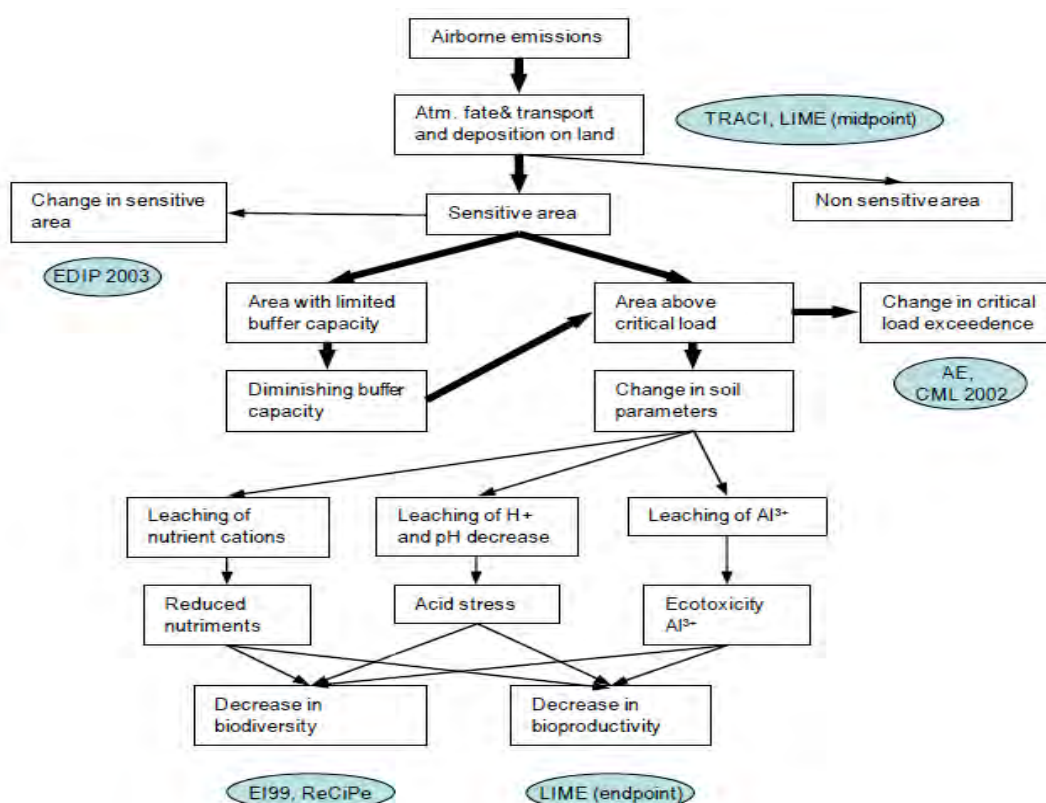 Airborne emissions
Atm. fate& transport
and deposition on land
TRACI, LIME (midpoint)
Change in sensitive
area
Sensitive area
Non sensitive area
EDIP 2003
Area with limited
buffer capacity
Area above
critical load
Change in critical
load exceedence
Diminishing buffer
capacity
Change in soil
parameters
AE,
CML 2002
Leaching of
nutrient cations
Leaching of H+
and pH decrease
Leaching of Al³⁺
Reduced
nutriments
Acid stress
Ecotoxicity
Al³⁺
Decrease in
biodiversity
Decrease in
bioproductivity
EI99, ReCiPe
LIME (endpoint)